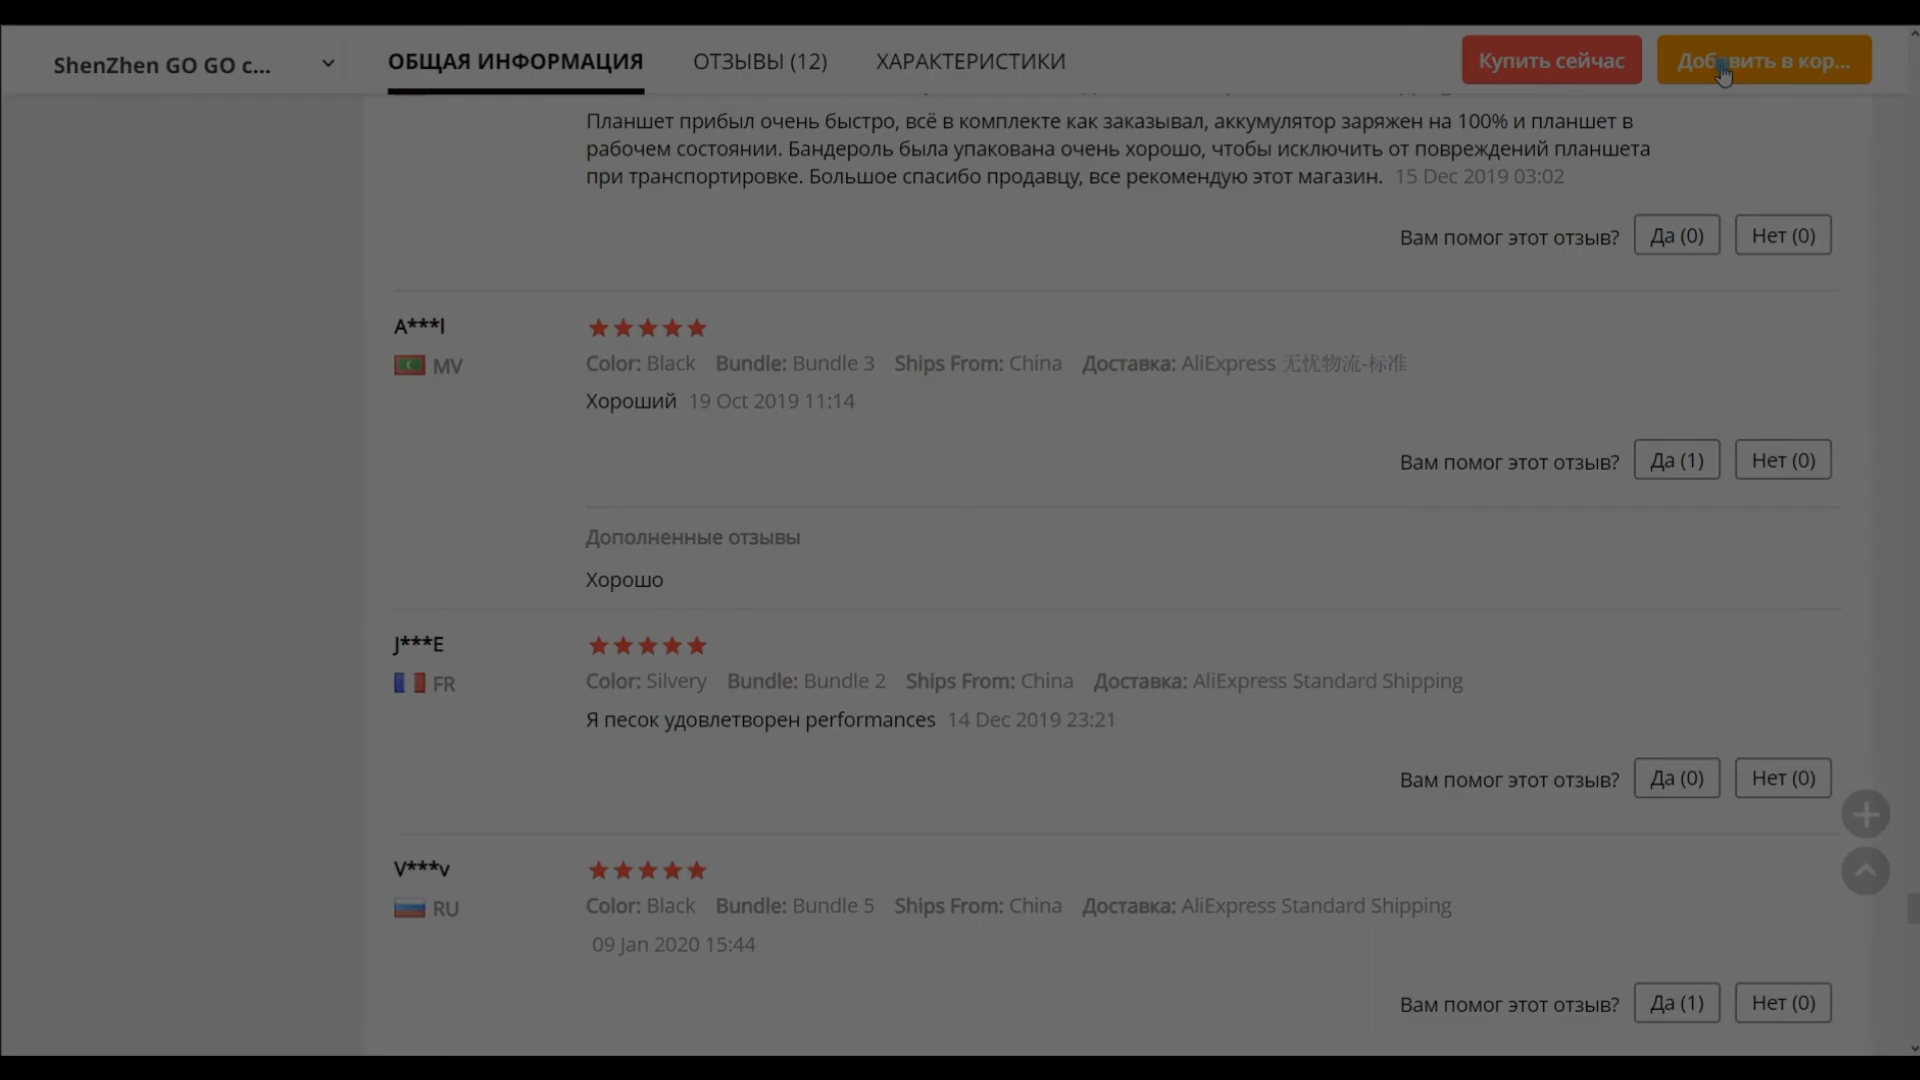 ShenZhen GO GO c...
ОБЩАЯ ИНФОРМАЦИЯ
ОТЗЫВЫ (12)
ХАРАКТЕРИСТИКИ
Купить сейчас
Добавить в кор...
Планшет прибыл очень быстро, всё в комплекте как заказывал, аккумулятор заряжен на 100% и планшет в
рабочем состоянии. Бандероль была упакована очень хорошо, чтобы исключить от повреждений планшета
при транспортировке. Большое спасибо продавцу, все рекомендую этот магазин. 15 Dec 2019 03:02
Вам помог этот отзыв? Да (0) Нет (0)
A***l
MV
Color: Black Bundle: Bundle 3 Ships From: China Доставка: AliExpress 无忧物流-标准
Хороший 19 Oct 2019 11:14
Вам помог этот отзыв? Да (1) Нет (0)
Дополненные отзывы
Хорошо
J***E
FR
Color: Silvery Bundle: Bundle 2 Ships From: China Доставка: AliExpress Standard Shipping
Я песок удовлетворен performances 14 Dec 2019 23:21
Вам помог этот отзыв? Да (0) Нет (0)
V***v
RU
Color: Black Bundle: Bundle 5 Ships From: China Доставка: AliExpress Standard Shipping
09 Jan 2020 15:44
Вам помог этот отзыв? Да (1) Нет (0)